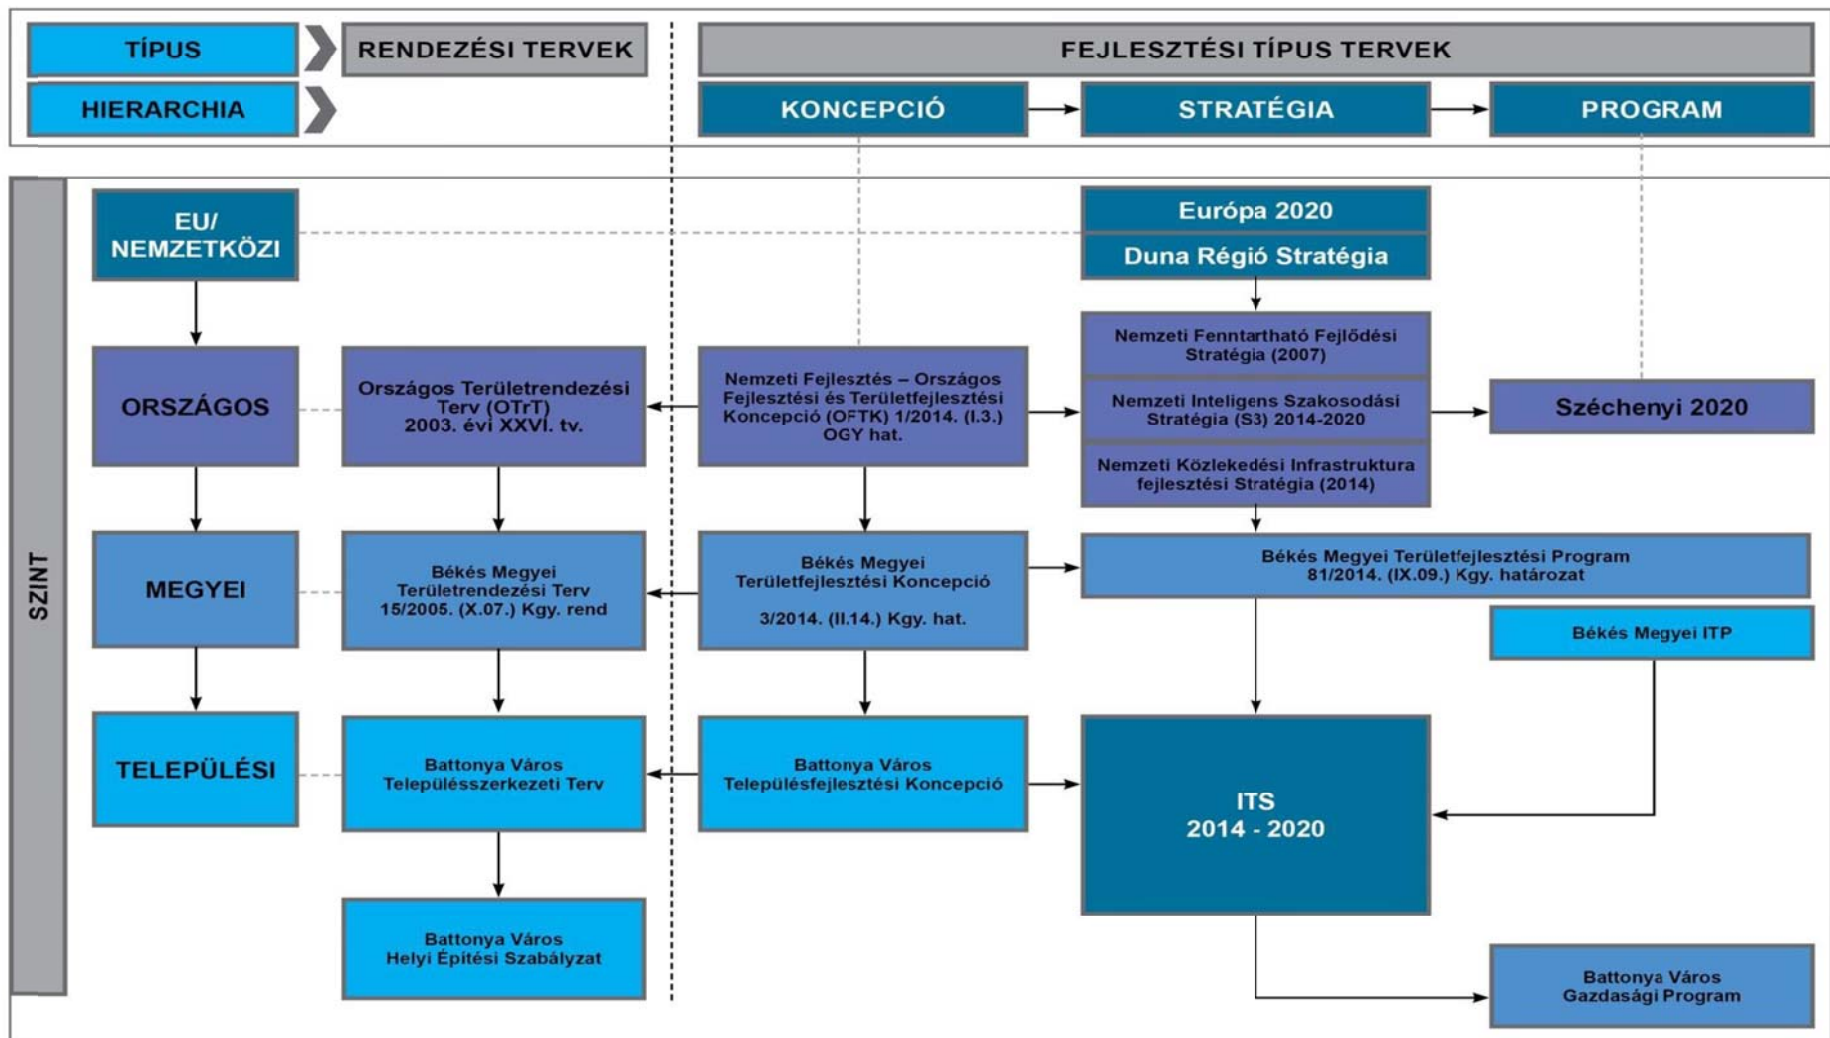 TÍPUS
RENDEZÉSI TERVEK
FEJLESZTÉSI TÍPUS TERVEK
HIERARCHIA
KONCEPCIÓ
STRATÉGIA
PROGRAM
SZINT
EU/
NEMZETKÖZI
Európa 2020
Duna Régió Stratégia
ORSZÁGOS
Országos Területrendezési
Terv (OTrT)
2003. évi XXVI. tv.
Nemzeti Fejlesztés – Országos
Fejlesztési és Területfejlesztési
Koncepció (OFTK) 1/2014. (I.3.)
OGY hat.
Nemzeti Fenntartható Fejlődési
Stratégia (2007)
Nemzeti Inteligens Szakosodási
Stratégia (S3) 2014-2020
Nemzeti Közlekedési Infrastruktura
fejlesztési Stratégia (2014)
Széchenyi 2020
MEGYEI
Békés Megyei
Területrendezési Terv
15/2005. (X.07.) Kgy. rend
Békés Megyei
Területfejlesztési Koncepció
3/2014. (II.14.) Kgy. hat.
Békés Megyei Területfejlesztési Program
81/2014. (IX.09.) Kgy. határozat
Békés Megyei ITP
TELEPÜLÉSI
Battonya Város
Településszerkezeti Terv
Battonya Város
Településfejlesztési Koncepció
ITS
2014 - 2020
Battonya Város
Helyi Építési Szabályzat
Battonya Város
Gazdasági Program